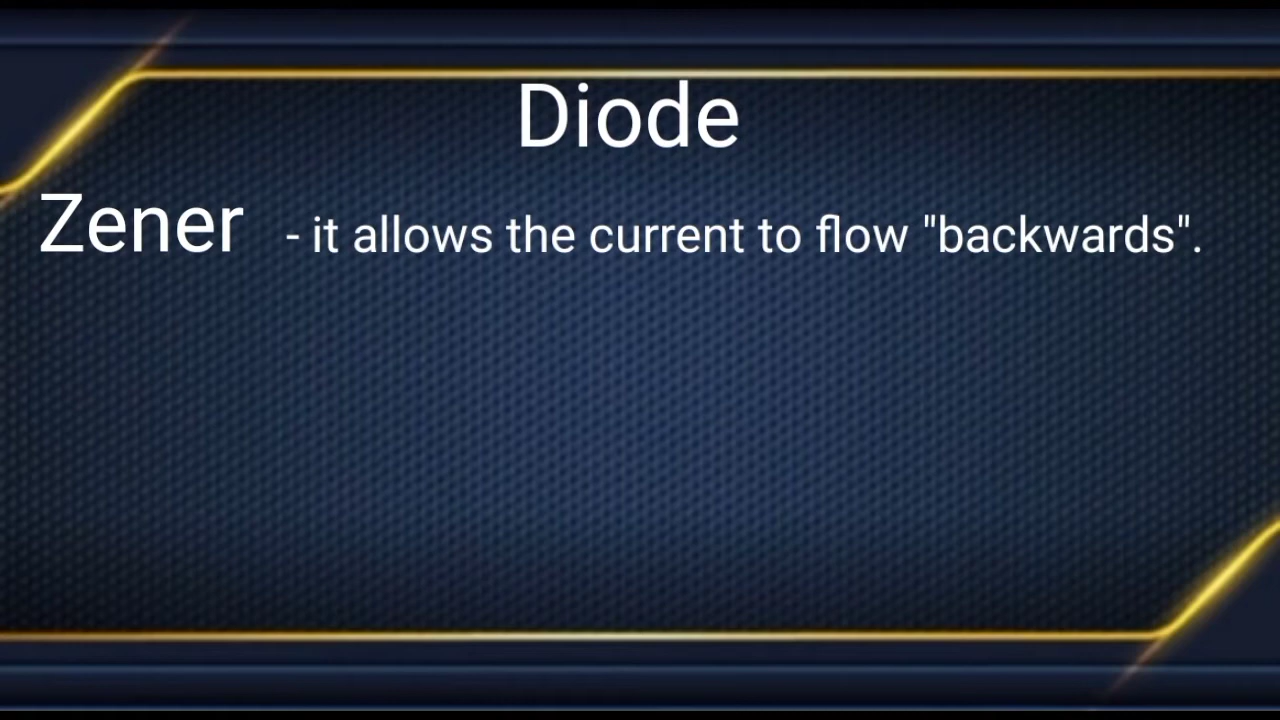 Diode
Zener - it allows the current to flow "backwards".